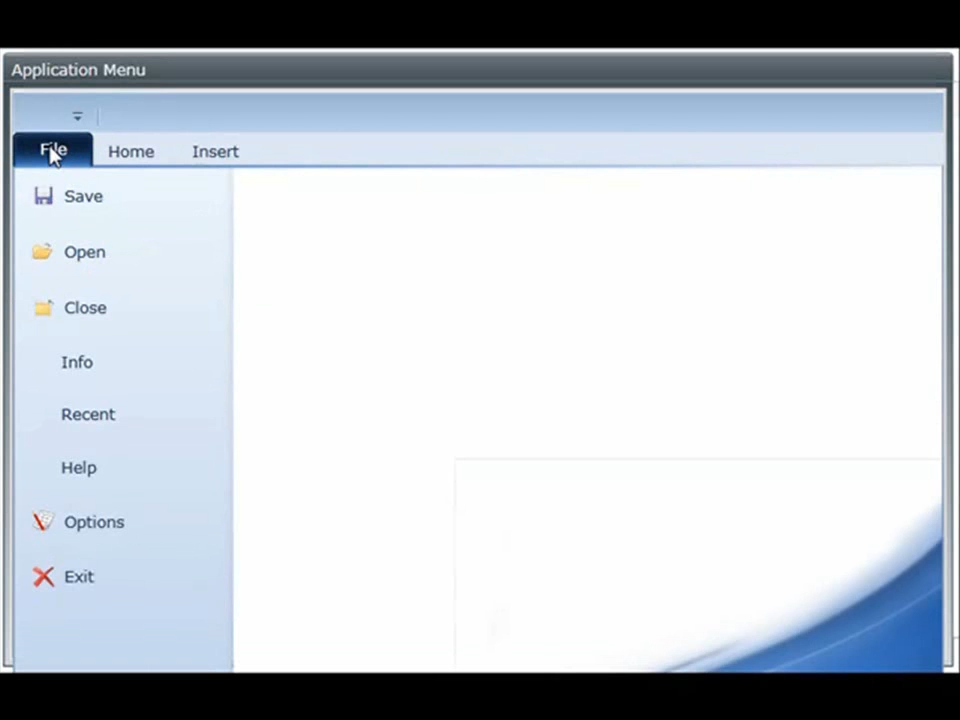 Application Menu
File Home Insert
Save
Open
Close
Info
Recent
Help
Options
Exit